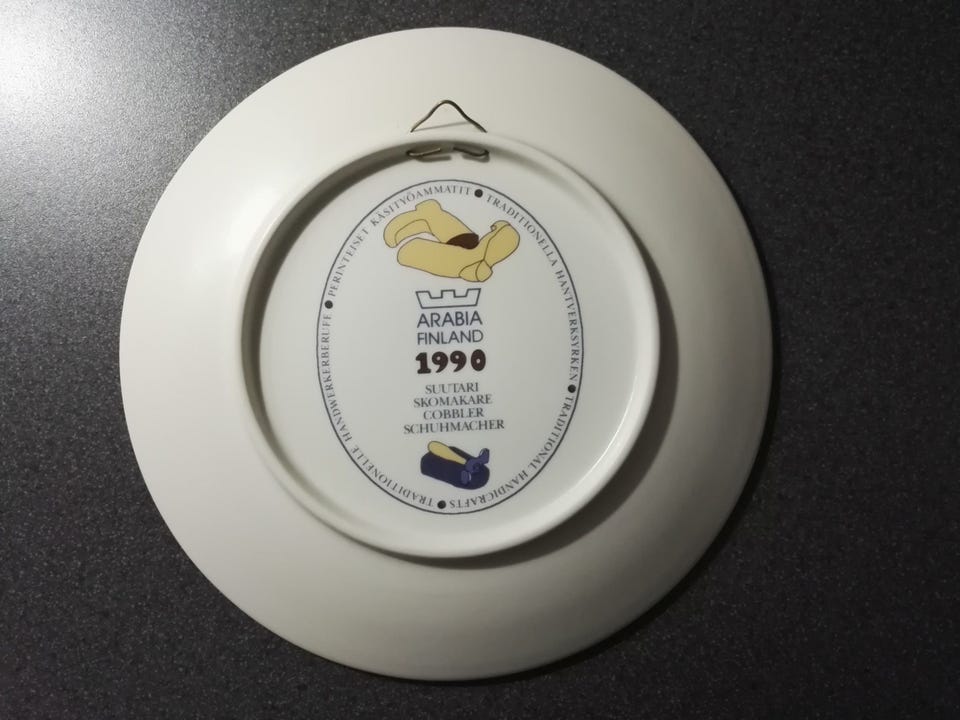 PERINTEISET KÄSITYÖAMMATIT ● TRADITIONELLA HANTVERKSYRKEN ● TRADITIONAL HANDICRAFTS ● TRADITIONELLE HANDWERKERBERUFE ●
ARABIA
FINLAND
1990
SUUTARI
SKOMAKARE
COBBLER
SCHUHMACHER